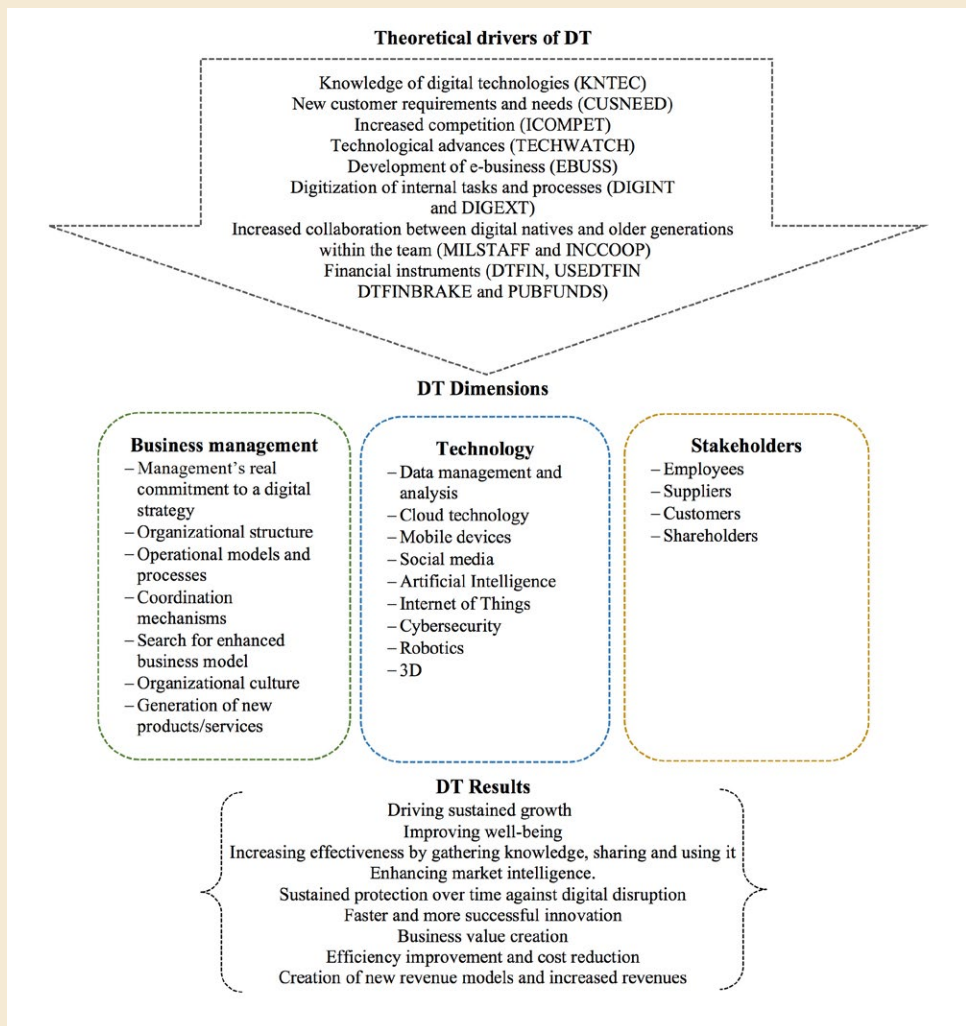 Theoretical drivers of DT
Knowledge of digital technologies (KNTEC)
New customer requirements and needs (CUSNEED)
Increased competition (ICOMPET)
Technological advances (TECHWATCH)
Development of e-business (EBUSS)
Digitization of internal tasks and processes (DIGINT
and DIGEXT)
Increased collaboration between digital natives and older generations
within the team (MILSTAFF and INCCOOP)
Financial instruments (DTFIN, USEDTFIN
DTFINBRAKE and PUBFUNDS)
DT Dimensions
Business management
– Management's real
commitment to a digital
strategy
– Organizational structure
– Operational models and
processes
– Coordination
mechanisms
– Search for enhanced
business model
– Organizational culture
– Generation of new
products/services
Technology
– Data management and
analysis
– Cloud technology
– Mobile devices
– Social media
– Artificial Intelligence
– Internet of Things
– Cybersecurity
– Robotics
– 3D
Stakeholders
– Employees
– Suppliers
– Customers
– Shareholders
DT Results
Driving sustained growth
Improving well-being
Increasing effectiveness by gathering knowledge, sharing and using it
Enhancing market intelligence.
Sustained protection over time against digital disruption
Faster and more successful innovation
Business value creation
Efficiency improvement and cost reduction
Creation of new revenue models and increased revenues